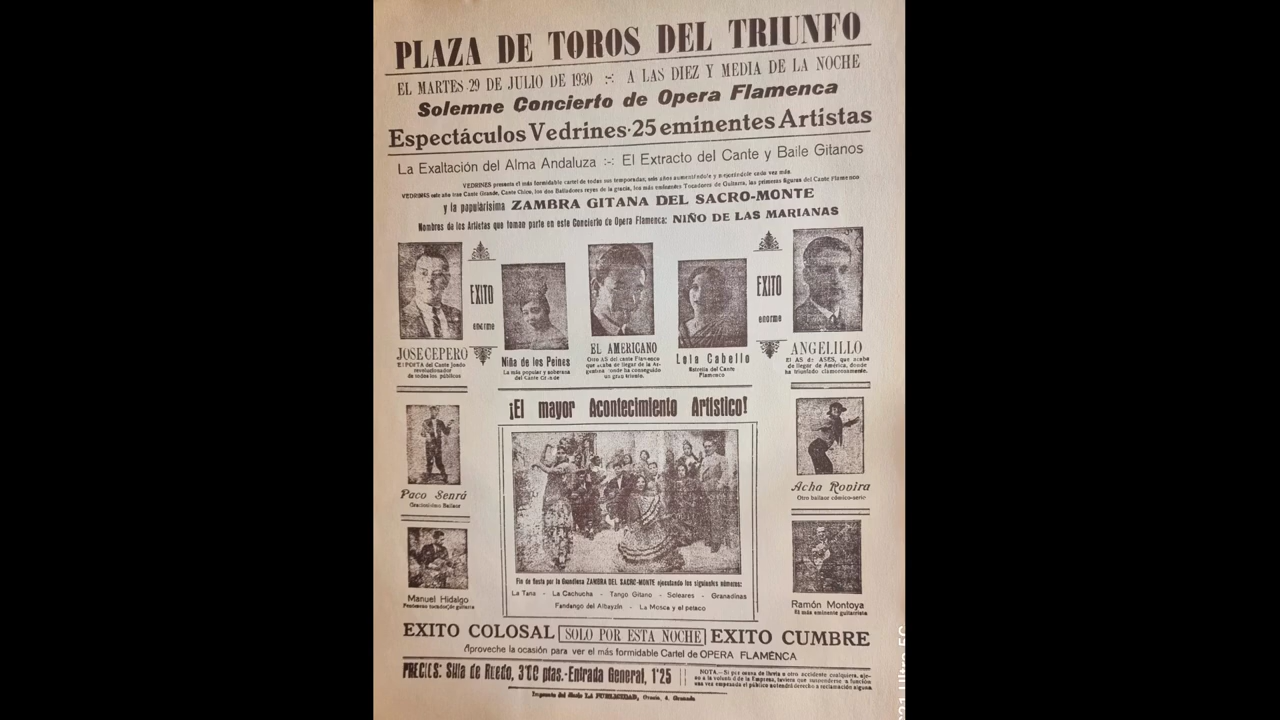 PLAZA DE TOROS DEL TRIUNFO
EL MARTES 29 DE JULIO DE 1930 :-: A LAS DIEZ Y MEDIA DE LA NOCHE
Solemne Concierto de Opera Flamenca
Espectáculos Vedrines·25 eminentes Artistas
La Exaltación del Alma Andaluza :-: El Extracto del Cante y Baile Gitanos
VEDRINES presenta el más formidable cartel de todas sus temporadas, seis años aumentándole y mejorándole cada vez más.
VEDRINES este año trae Cante Grande, Cante Chico, los dos Bailadores reyes de la gracia, los más eminentes Tocadores de Guitarra, las primeras figuras del Cante Flamenco
y la popularísima ZAMBRA GITANA DEL SACRO-MONTE
Nombres de los Artistas que toman parte en este Concierto de Opera Flamenca: NIÑO DE LAS MARIANAS
EXITO
enorme
EXITO
enorme
JOSE CEPERO
El POETA del Cante Jondo
revolucionador
de todos los públicos
Niña de los Peines
La más popular y soberana
del Cante Grande
EL AMERICANO
Otro AS del cante Flamenco
que acaba de llegar de la Ar-
gentina donde ha conseguido
un gran triunfo.
Lola Cabello
Estrella del Cante
Flamenco
ANGELILLO
El AS de ASES, que acaba
de llegar de América, donde
ha triunfado clamorosamente.
¡El mayor Acontecimiento Artístico!
Paco Senrá
Graciosísimo Bailaor
Acha Rovira
Otro bailaor cómico-serio
Manuel Hidalgo
Fenómeno tocador guitarra
Ramón Montoya
El más eminente guitarrista
Fin de fiesta por la Grandiosa ZAMBRA DEL SACRO-MONTE ejecutando los siguientes números:
La Tana - La Cachucha - Tango Gitano - Soleares - Granadinas
Fandango del Albayzín - La Mosca y el petaco
EXITO COLOSAL SOLO POR ESTA NOCHE EXITO CUMBRE
Aproveche la ocasión para ver el más formidable Cartel de OPERA FLAMENCA
PRECIOS: Silla de Ruedo, 3'00 ptas.-Entrada General, 1'25
NOTA.—Si por causa de lluvia u otro accidente cualquiera, aje-
no a la voluntad de la Empresa, tuviera que suspenderse la función
una vez empezada el público no tendrá derecho a reclamación alguna
Imprenta del diario LA PUBLICIDAD, Gracia, 4. Granada